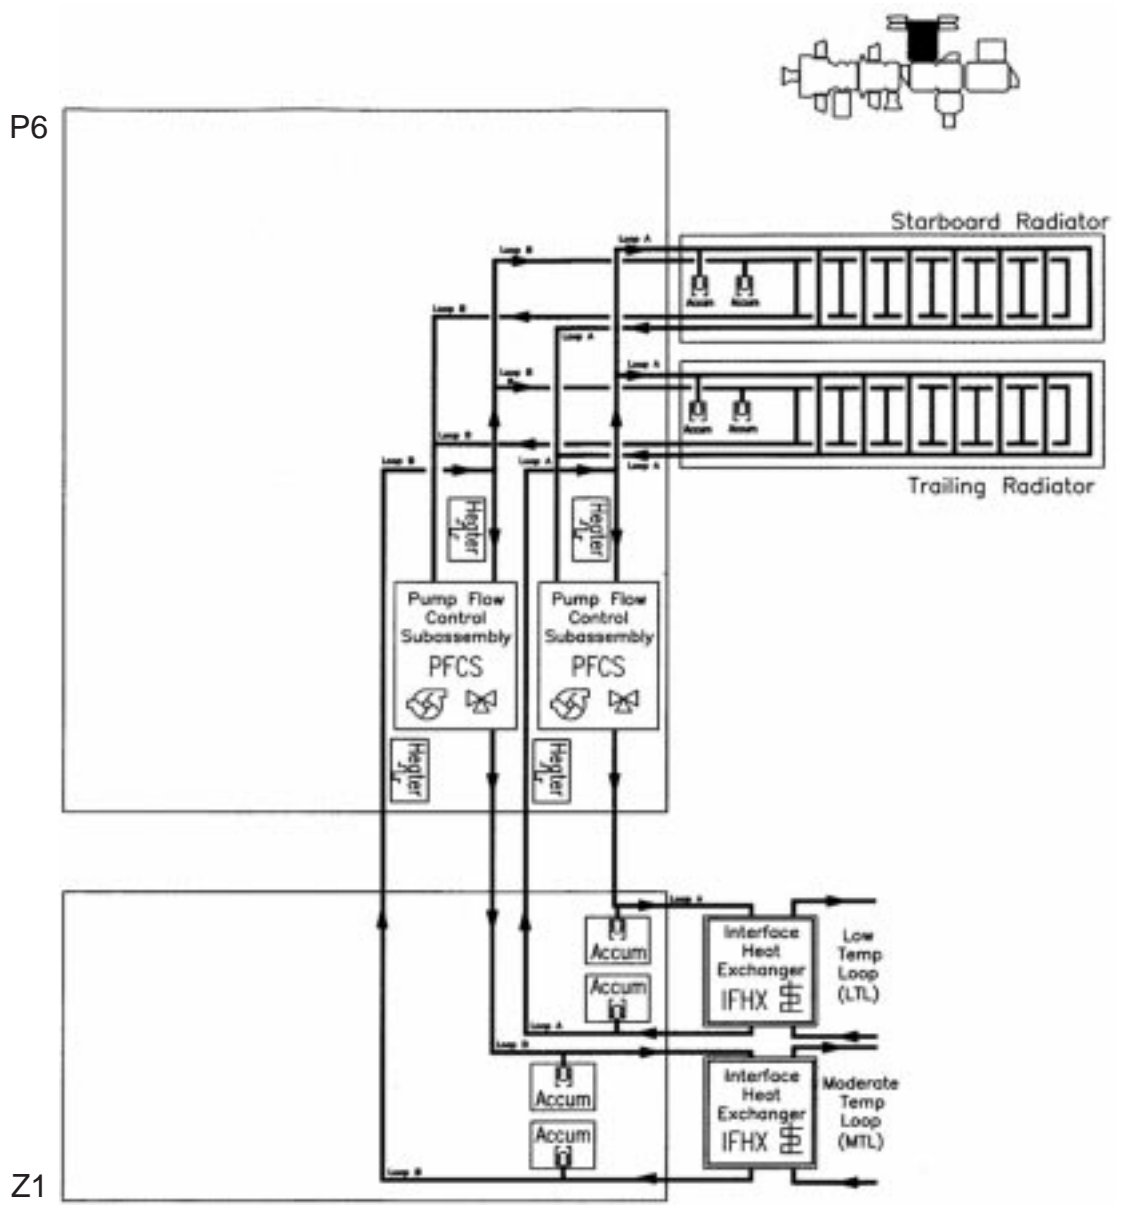 P6
Starboard Radiator
Loop A
Loop B
Accum
Accum
Loop B
Loop A
Loop A
Loop B
Accum
Accum
Loop B
Loop B
Loop A
Loop A
Trailing Radiator
Heater
Heater
Pump Flow
Control
Subassembly
PFCS
Pump Flow
Control
Subassembly
PFCS
Heater
Heater
Loop A
Accum
Interface
Heat
Exchanger
IFHX
Low
Temp
Loop
(LTL)
Accum
Loop A
Loop B
Accum
Interface
Heat
Exchanger
IFHX
Moderate
Temp
Loop
(MTL)
Accum
Loop B
Z1